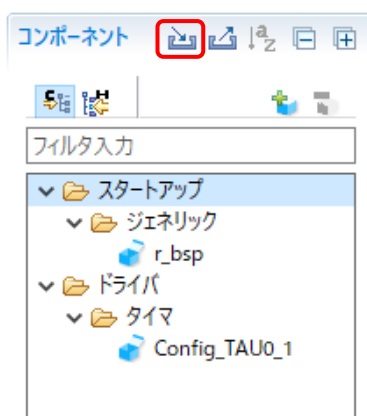 コンポーネント
フィルタ入力
スタートアップ
ジェネリック
r_bsp
ドライバ
タイマ
Config_TAU0_1